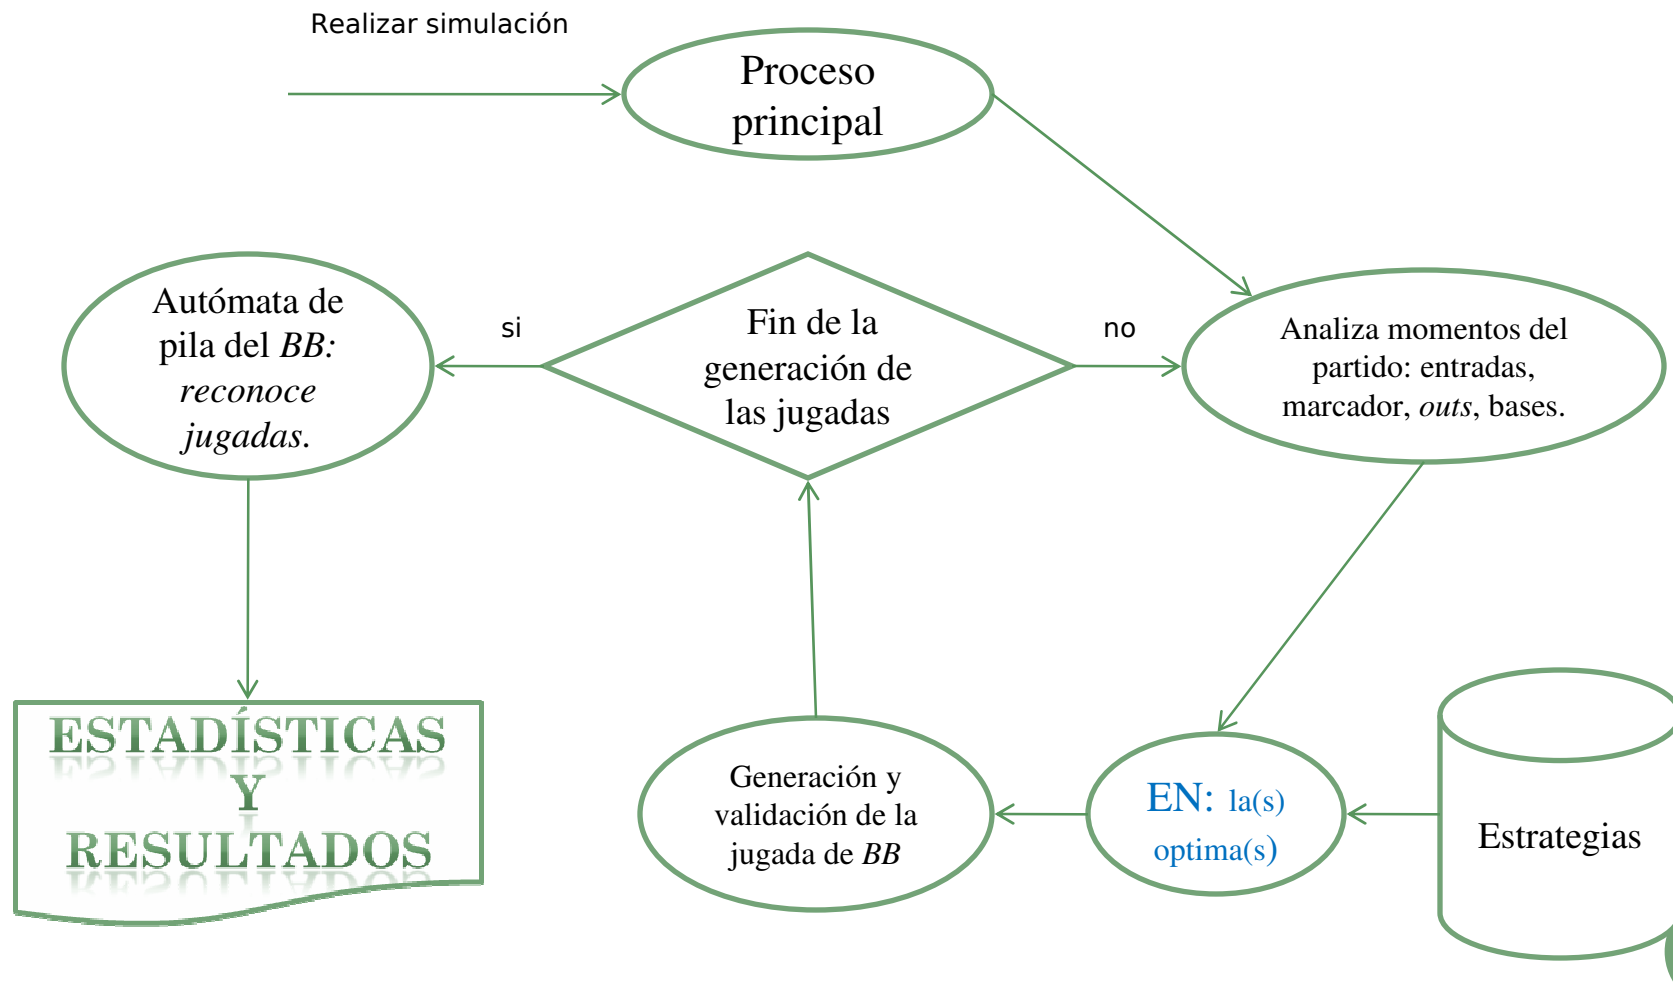 Realizar simulación
Proceso
principal
Autómata de
pila del BB:
reconoce
jugadas.
si
Fin de la
generación de
las jugadas
no
Analiza momentos del
partido: entradas,
marcador, outs, bases.
ESTADÍSTICAS
Y
RESULTADOS
Generación y
validación de la
jugada de BB
EN: la(s)
optima(s)
Estrategias